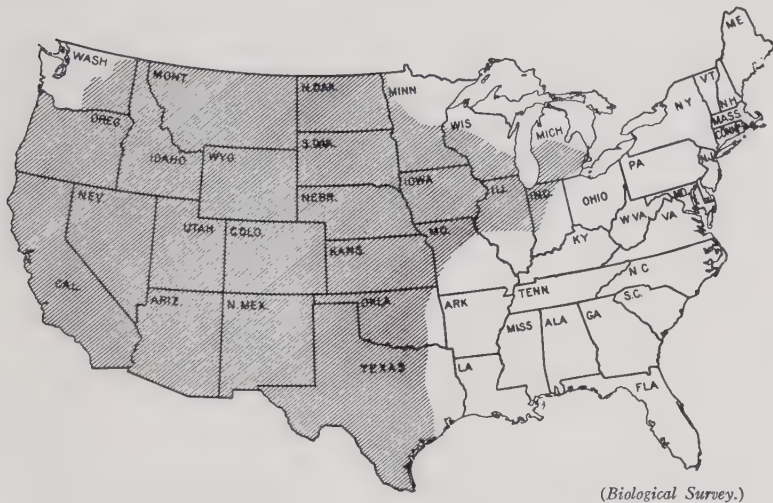 WASH
MONT.
N.DAK.
MINN
ME
VT
N.H.
NY
MASS
CONN.
OREG.
IDAHO
WYO.
S.DAK.
WIS
MICH
PA
N.J.
NEV.
NEBR.
IOWA
ILL.
IND.
OHIO
MD.
W.VA
VA
UTAH
COLO.
KANS.
MO.
KY
CAL.
ARIZ.
N.MEX.
OKLA.
ARK
TENN.
N.C
S.C.
TEXAS
LA
MISS
ALA
GA
FLA
(Biological Survey.)